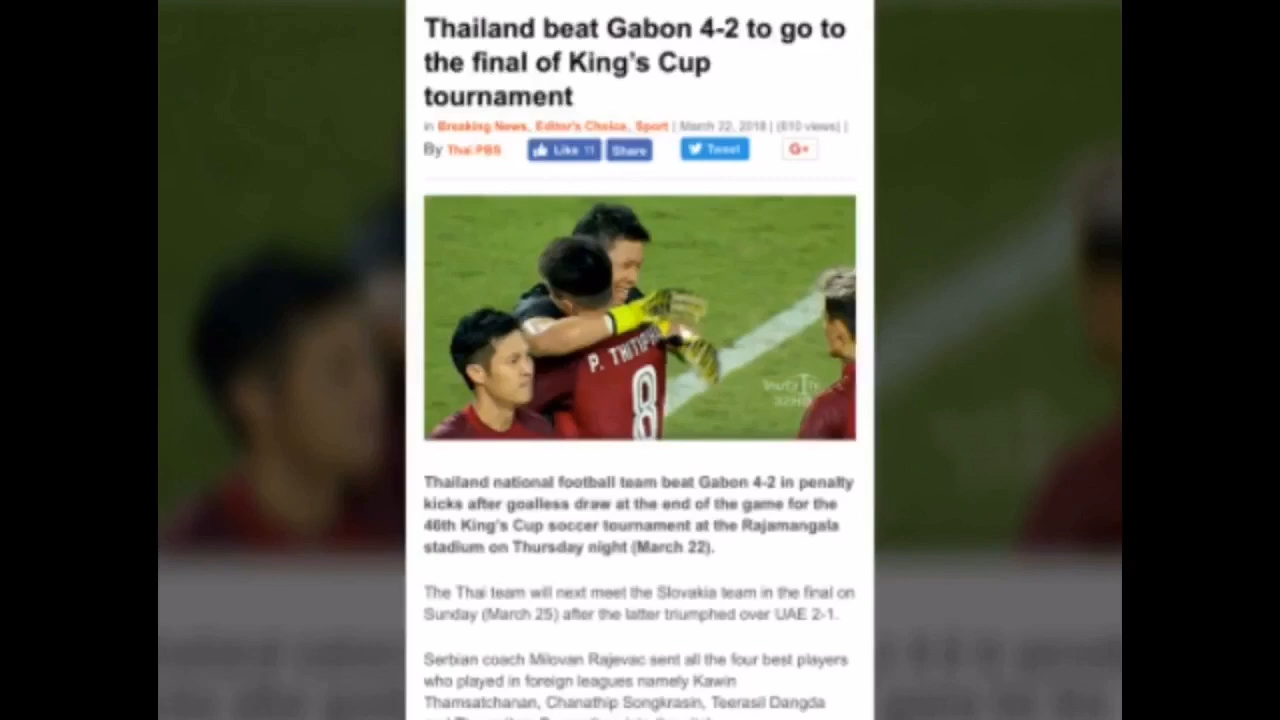 Thailand beat Gabon 4-2 to go to
the final of King's Cup
tournament
in Breaking News, Editor's Choice, Sport | March 22, 2018 | (610 views) |
By Thai PBS Like 11 Share Tweet G+
P. THITIP
8
Thailand national football team beat Gabon 4-2 in penalty
kicks after goalless draw at the end of the game for the
46th King's Cup soccer tournament at the Rajamangala
stadium on Thursday night (March 22).
The Thai team will next meet the Slovakia team in the final on
Sunday (March 25) after the latter triumphed over UAE 2-1.
Serbian coach Milovan Rajevac sent all the four best players
who played in foreign leagues namely Kawin
Thamsatchanan, Chanathip Songkrasin, Teerasil Dangda